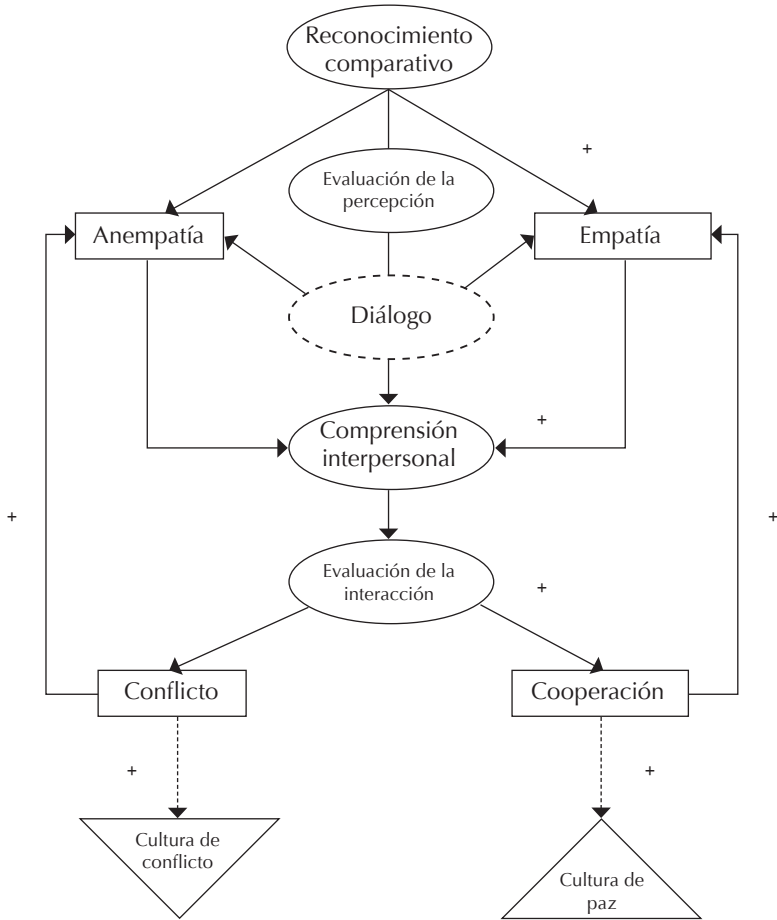 Reconocimiento
comparativo
+
Evaluación de la
percepción
Anempatía
Empatía
Diálogo
Comprensión
interpersonal
+
+
+
Evaluación de la
interacción
+
Conflicto
Cooperación
+
+
Cultura de
conflicto
Cultura de
paz